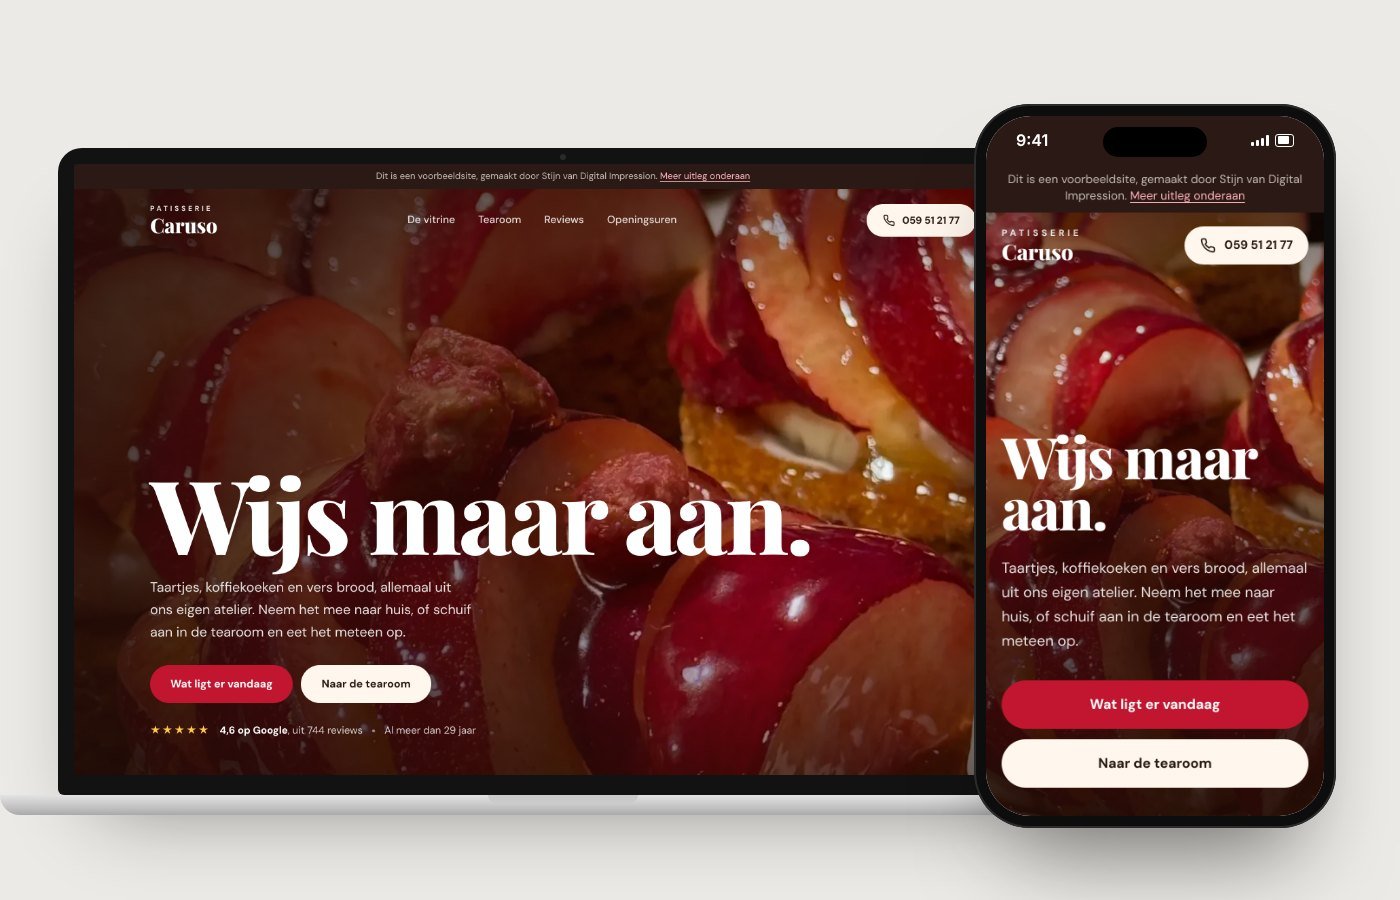 Dit is een voorbeeldsite, gemaakt door Stijn van Digital Impression. Meer uitleg onderaan
PATISSERIE
Caruso
De vitrine
Tearoom
Reviews
Openingsuren
059 51 21 77
Wijs maar aan.
Taartjes, koffiekoeken en vers brood, allemaal uit
ons eigen atelier. Neem het mee naar huis, of schuif
aan in de tearoom en eet het meteen op.
Wat ligt er vandaag
Naar de tearoom
★★★★★ 4,6 op Google, uit 744 reviews • Al meer dan 29 jaar
9:41
Dit is een voorbeeldsite, gemaakt door Stijn van Digital
Impression. Meer uitleg onderaan
PATISSERIE
Caruso
059 51 21 77
Wijs maar
aan.
Taartjes, koffiekoeken en vers brood, allemaal
uit ons eigen atelier. Neem het mee naar
huis, of schuif aan in de tearoom en eet het
meteen op.
Wat ligt er vandaag
Naar de tearoom